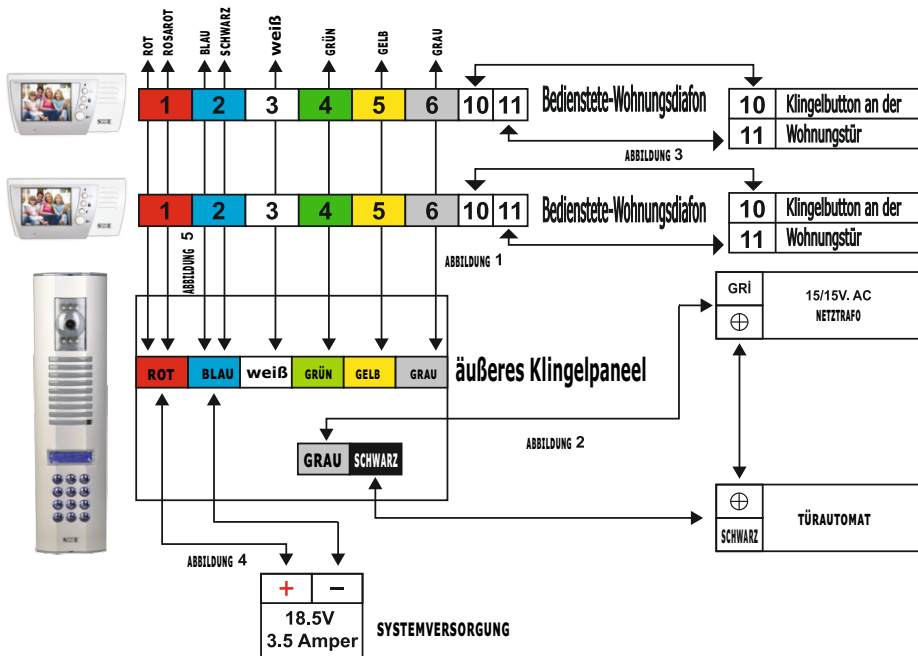 ROT
ROSAROT
BLAU
SCHWARZ
weiß
GRÜN
GELB
GRAU
1 2 3 4 5 6 10 11
Bedienstete-Wohnungsdiafon
10 Klingelbutton an der
11 Wohnungstür
ABBILDUNG 3
1 2 3 4 5 6 10 11
Bedienstete-Wohnungsdiafon
10 Klingelbutton an der
11 Wohnungstür
ABBILDUNG 5
ABBILDUNG 1
GRİ
15/15V. AC
NETZTRAFO
ROT BLAU weiß GRÜN GELB GRAU
äußeres Klingelpaneel
ABBILDUNG 2
GRAU SCHWARZ
SCHWARZ
TÜRAUTOMAT
ABBILDUNG 4
+ −
18.5V
3.5 Amper
SYSTEMVERSORGUNG